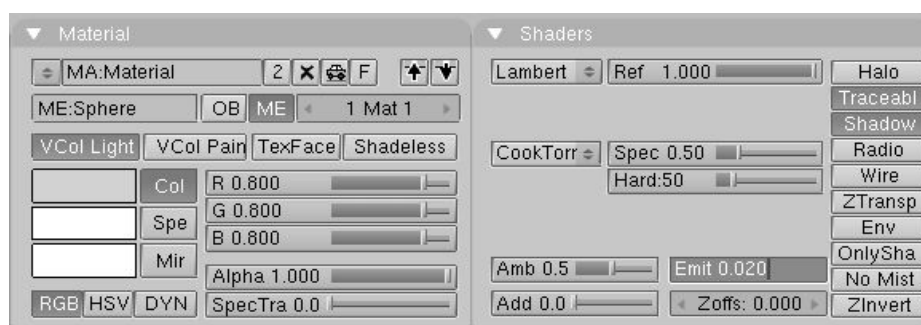 Material
MA:Material 2 F
ME:Sphere OB ME 1 Mat 1
VCol Light VCol Pain TexFace Shadeless
Col R 0.800
G 0.800
Spe
B 0.800
Mir
Alpha 1.000
RGB HSV DYN SpecTra 0.0
Shaders
Lambert Ref 1.000 Halo
Traceabl
Shadow
CookTorr Spec 0.50 Radio
Hard:50 Wire
ZTransp
Env
OnlySha
Amb 0.5 Emit 0.020 No Mist
Add 0.0 Zoffs: 0.000 ZInvert